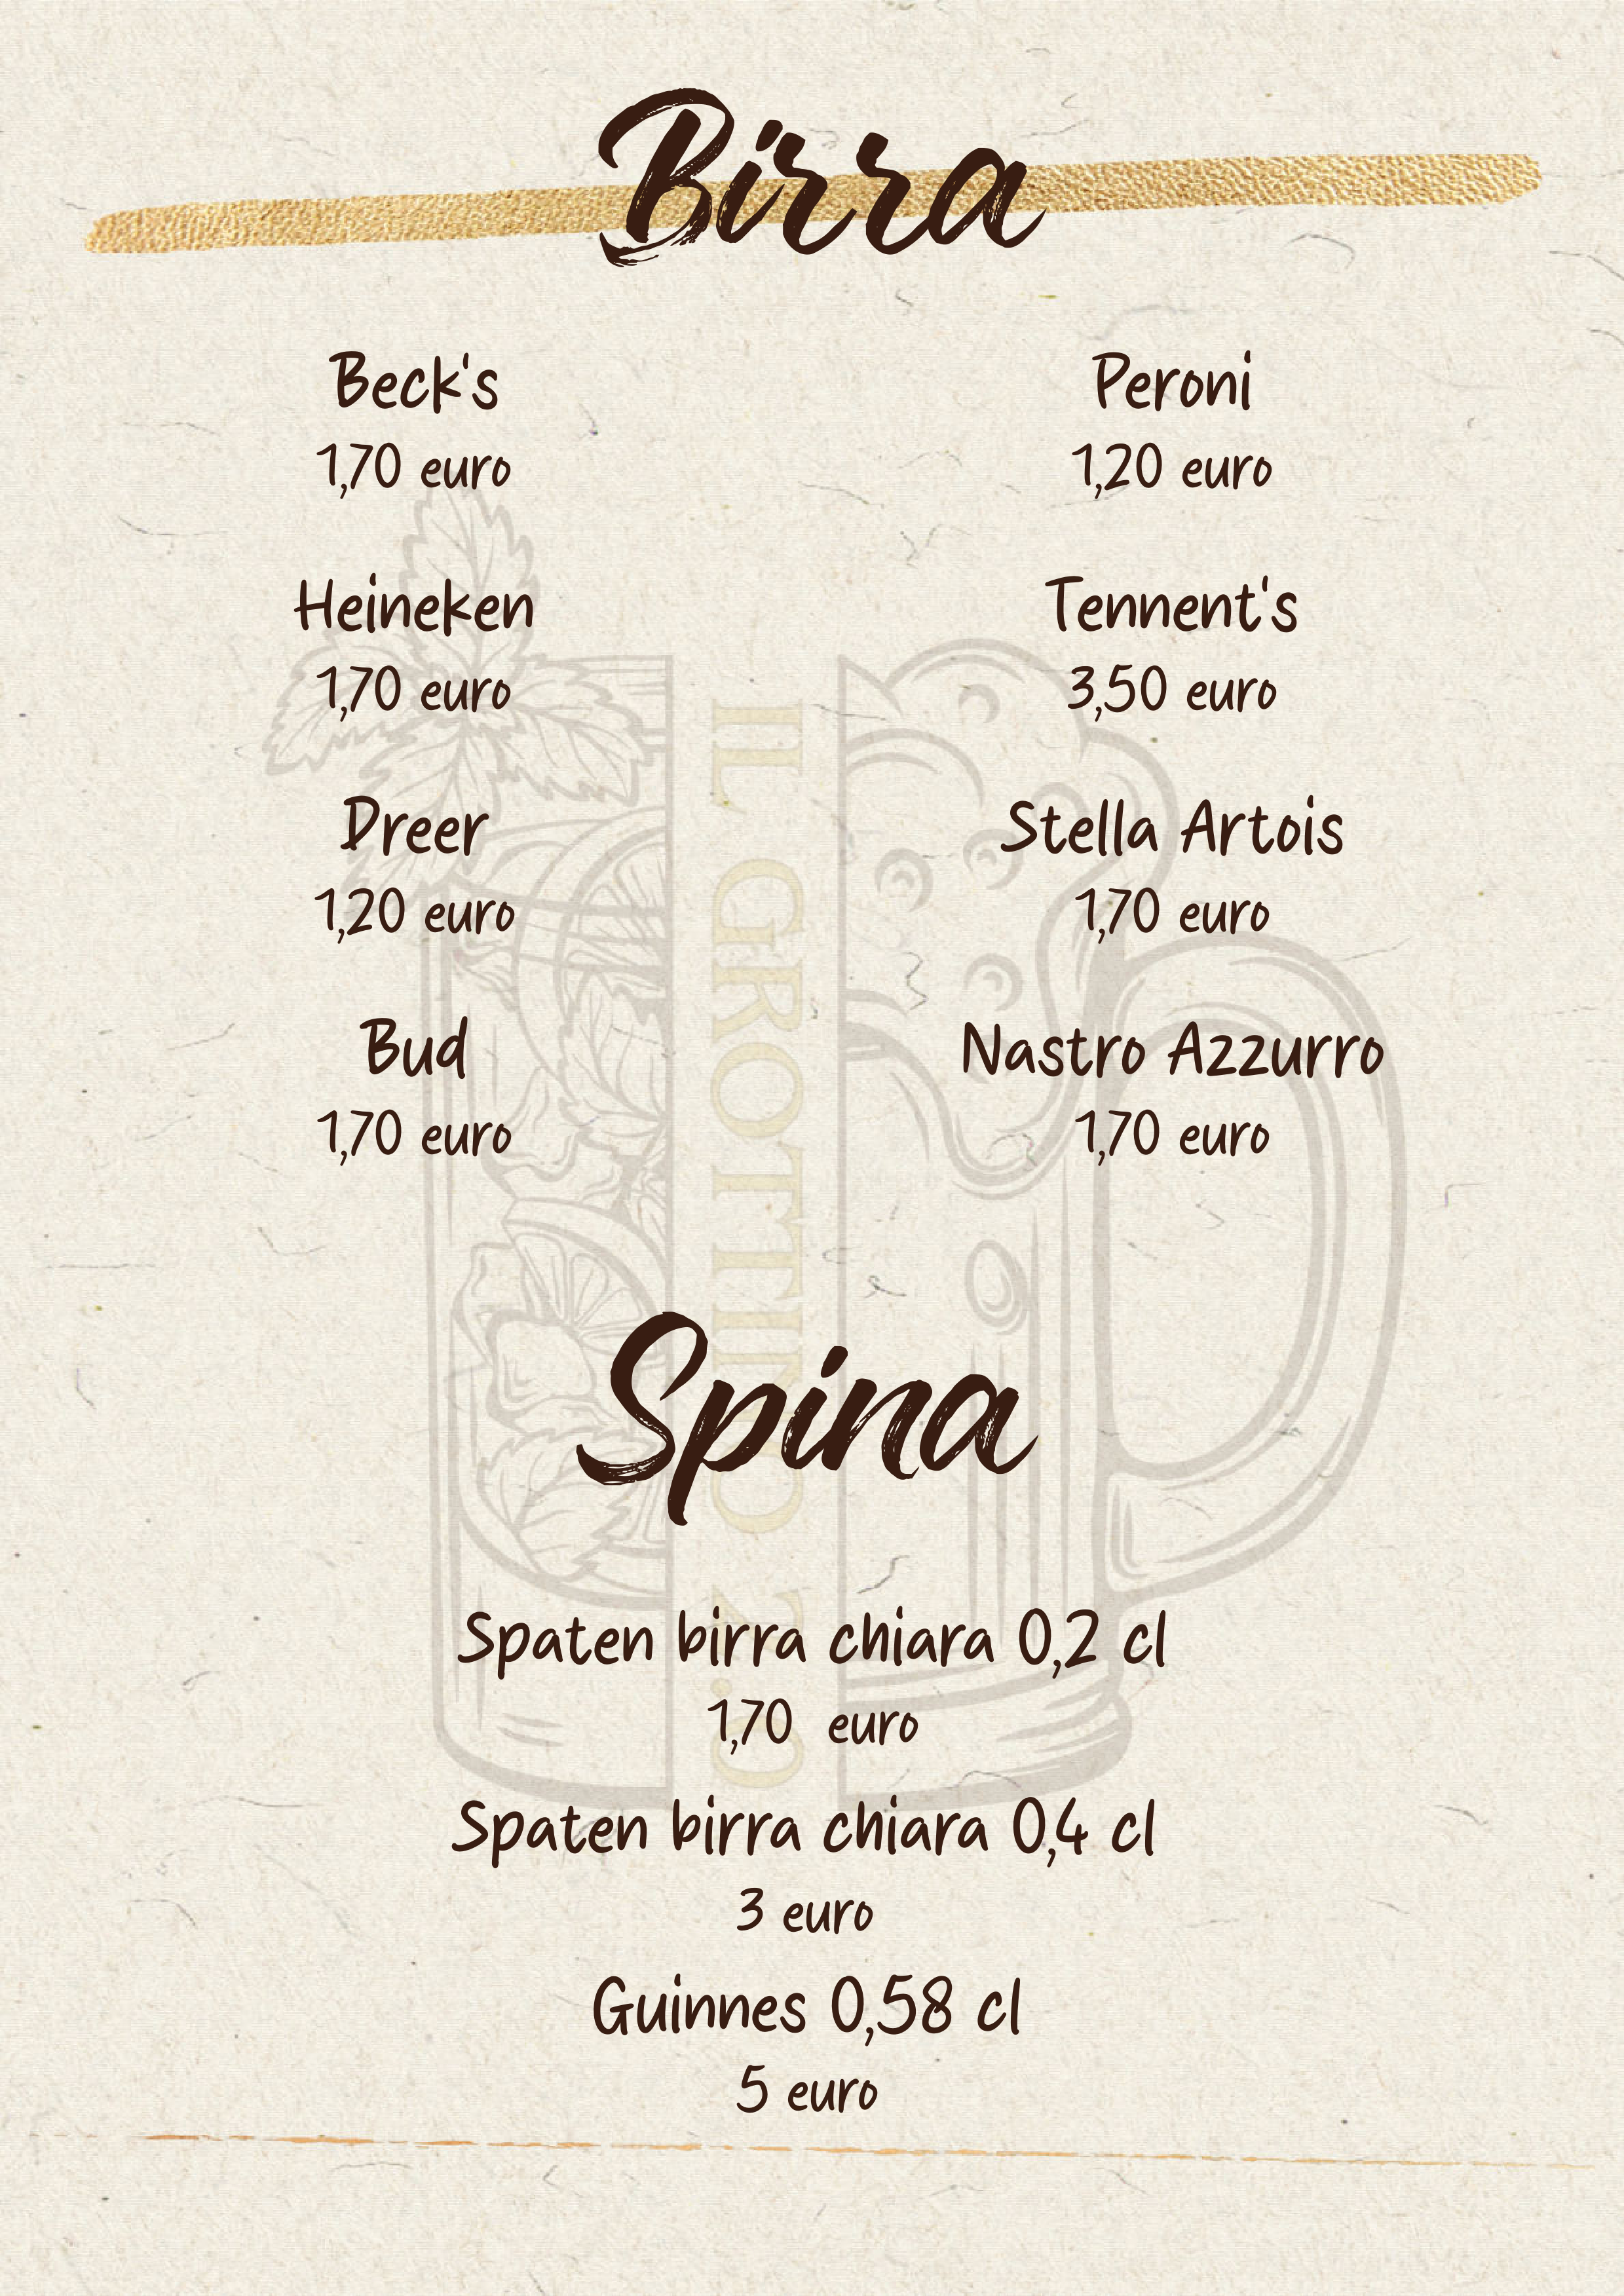 Birra
Beck's
1,70 euro
Heineken
1,70 euro
Dreer
1,20 euro
Bud
1,70 euro
Peroni
1,20 euro
Tennent's
3,50 euro
Stella Artois
1,70 euro
Nastro Azzurro
1,70 euro
IL GROTTINO 2.0
Spina
Spaten birra chiara 0,2 cl
1,70 euro
Spaten birra chiara 0,4 cl
3 euro
Guinnes 0,58 cl
5 euro